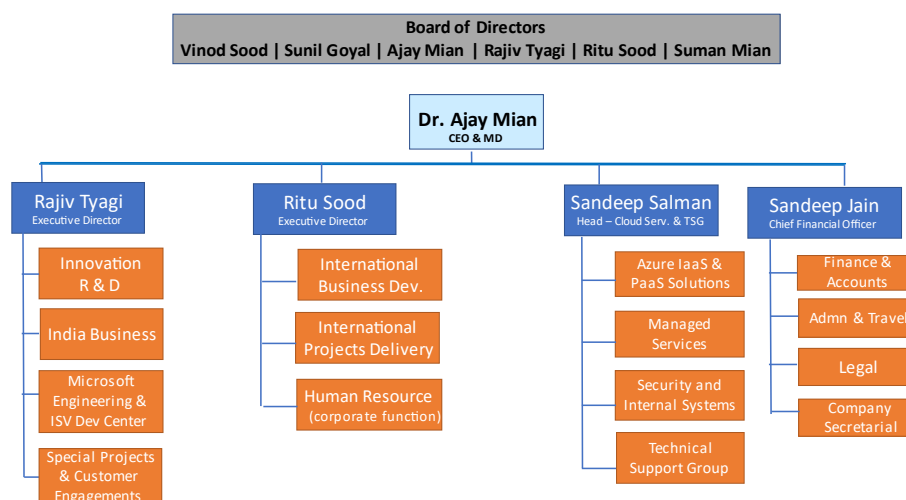 Board of Directors
Vinod Sood | Sunil Goyal | Ajay Mian | Rajiv Tyagi | Ritu Sood | Suman Mian
Dr. Ajay Mian
CEO & MD
Rajiv Tyagi
Executive Director
Innovation
R & D
India Business
Microsoft
Engineering &
ISV Dev Center
Special Projects
& Customer
Engagements
Ritu Sood
Executive Director
International
Business Dev.
International
Projects Delivery
Human Resource
(corporate function)
Sandeep Salman
Head – Cloud Serv. & TSG
Azure IaaS &
PaaS Solutions
Managed
Services
Security and
Internal Systems
Technical
Support Group
Sandeep Jain
Chief Financial Officer
Finance &
Accounts
Admn & Travel
Legal
Company
Secretarial